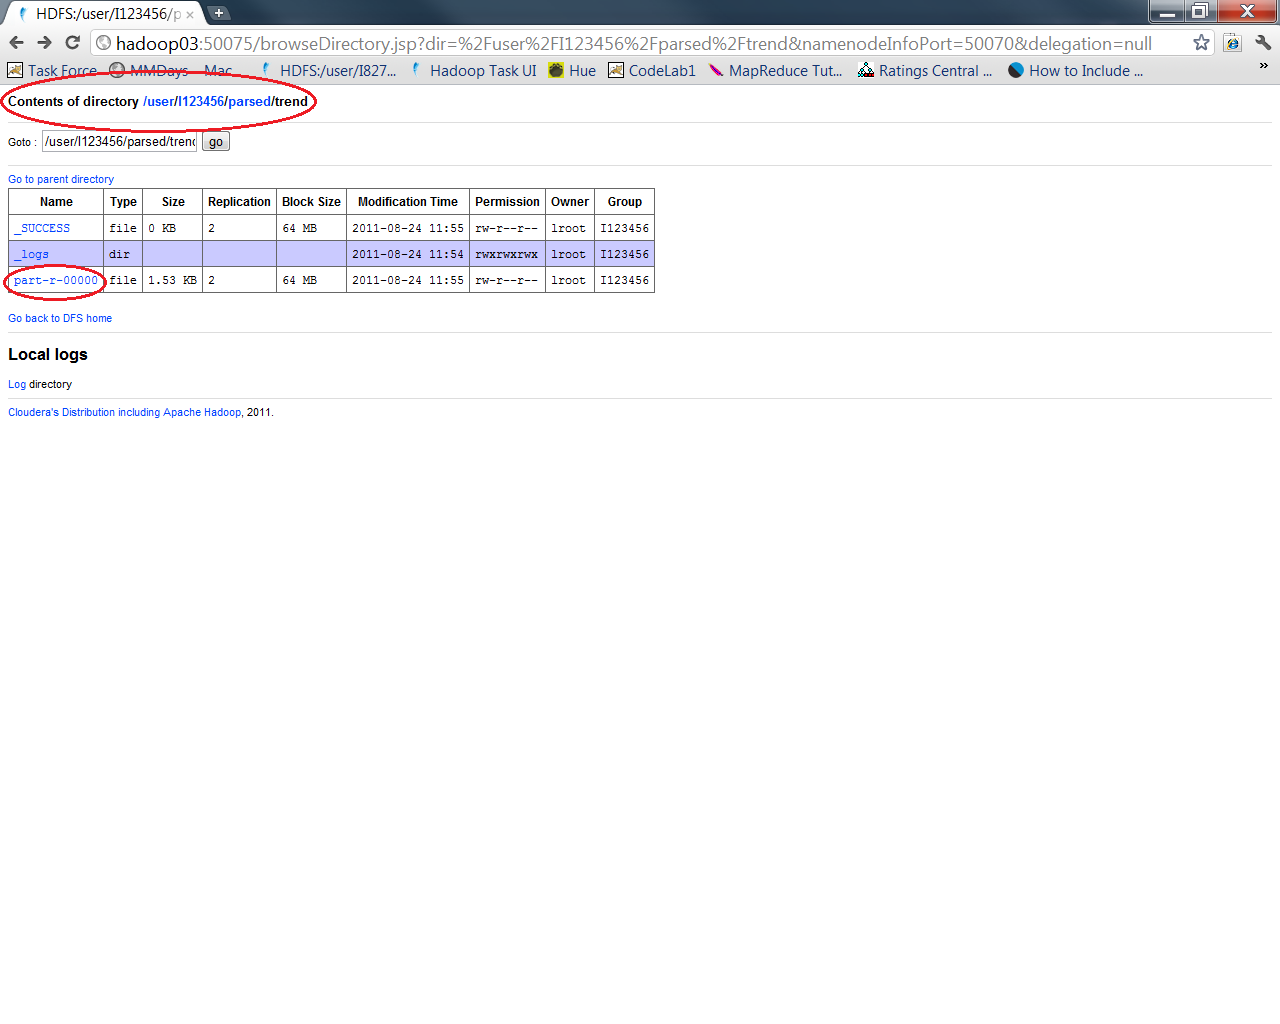 HDFS:/user/I123456/p
hadoop03:50075/browseDirectory.jsp?dir=%2Fuser%2FI123456%2Fparsed%2Ftrend&namenodeInfoPort=50070&delegation=null
Task Force MMDays - Mac ... HDFS:/user/I827... Hadoop Task UI Hue CodeLab1 MapReduce Tut... Ratings Central ... How to Include ... »
Contents of directory /user/I123456/parsed/trend
Goto : /user/I123456/parsed/trend go
Go to parent directory
Name Type Size Replication Block Size Modification Time Permission Owner Group
_SUCCESS file 0 KB 2 64 MB 2011-08-24 11:55 rw-r--r-- lroot I123456
_logs dir 2011-08-24 11:54 rwxrwxrwx lroot I123456
part-r-00000 file 1.53 KB 2 64 MB 2011-08-24 11:55 rw-r--r-- lroot I123456
Go back to DFS home
Local logs
Log directory
Cloudera's Distribution including Apache Hadoop, 2011.